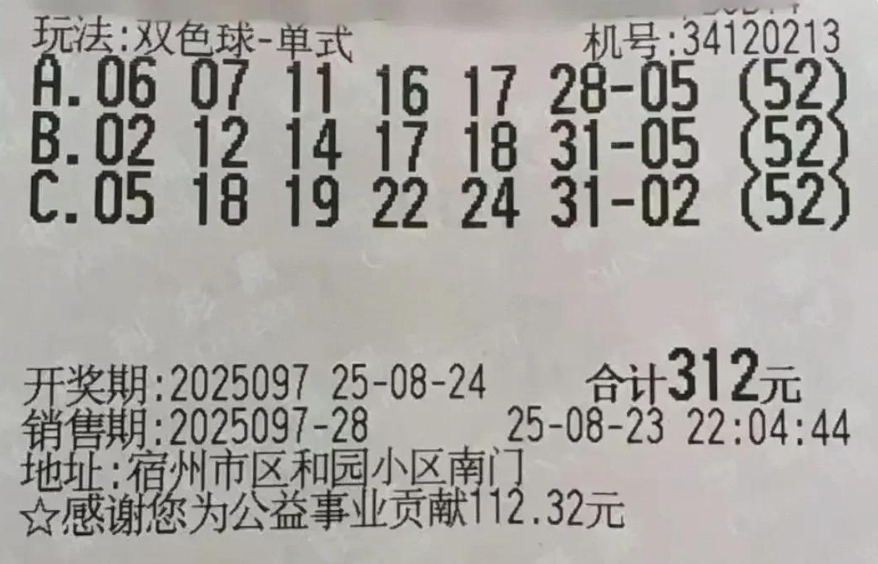 玩法:双色球-单式 机号:34120213
A.06 07 11 16 17 28-05 (52)
B.02 12 14 17 18 31-05 (52)
C.05 18 19 22 24 31-02 (52)
开奖期:2025097 25-08-24 合计312元
销售期:2025097-28 25-08-23 22:04:44
地址:宿州市区和园小区南门
☆感谢您为公益事业贡献112.32元